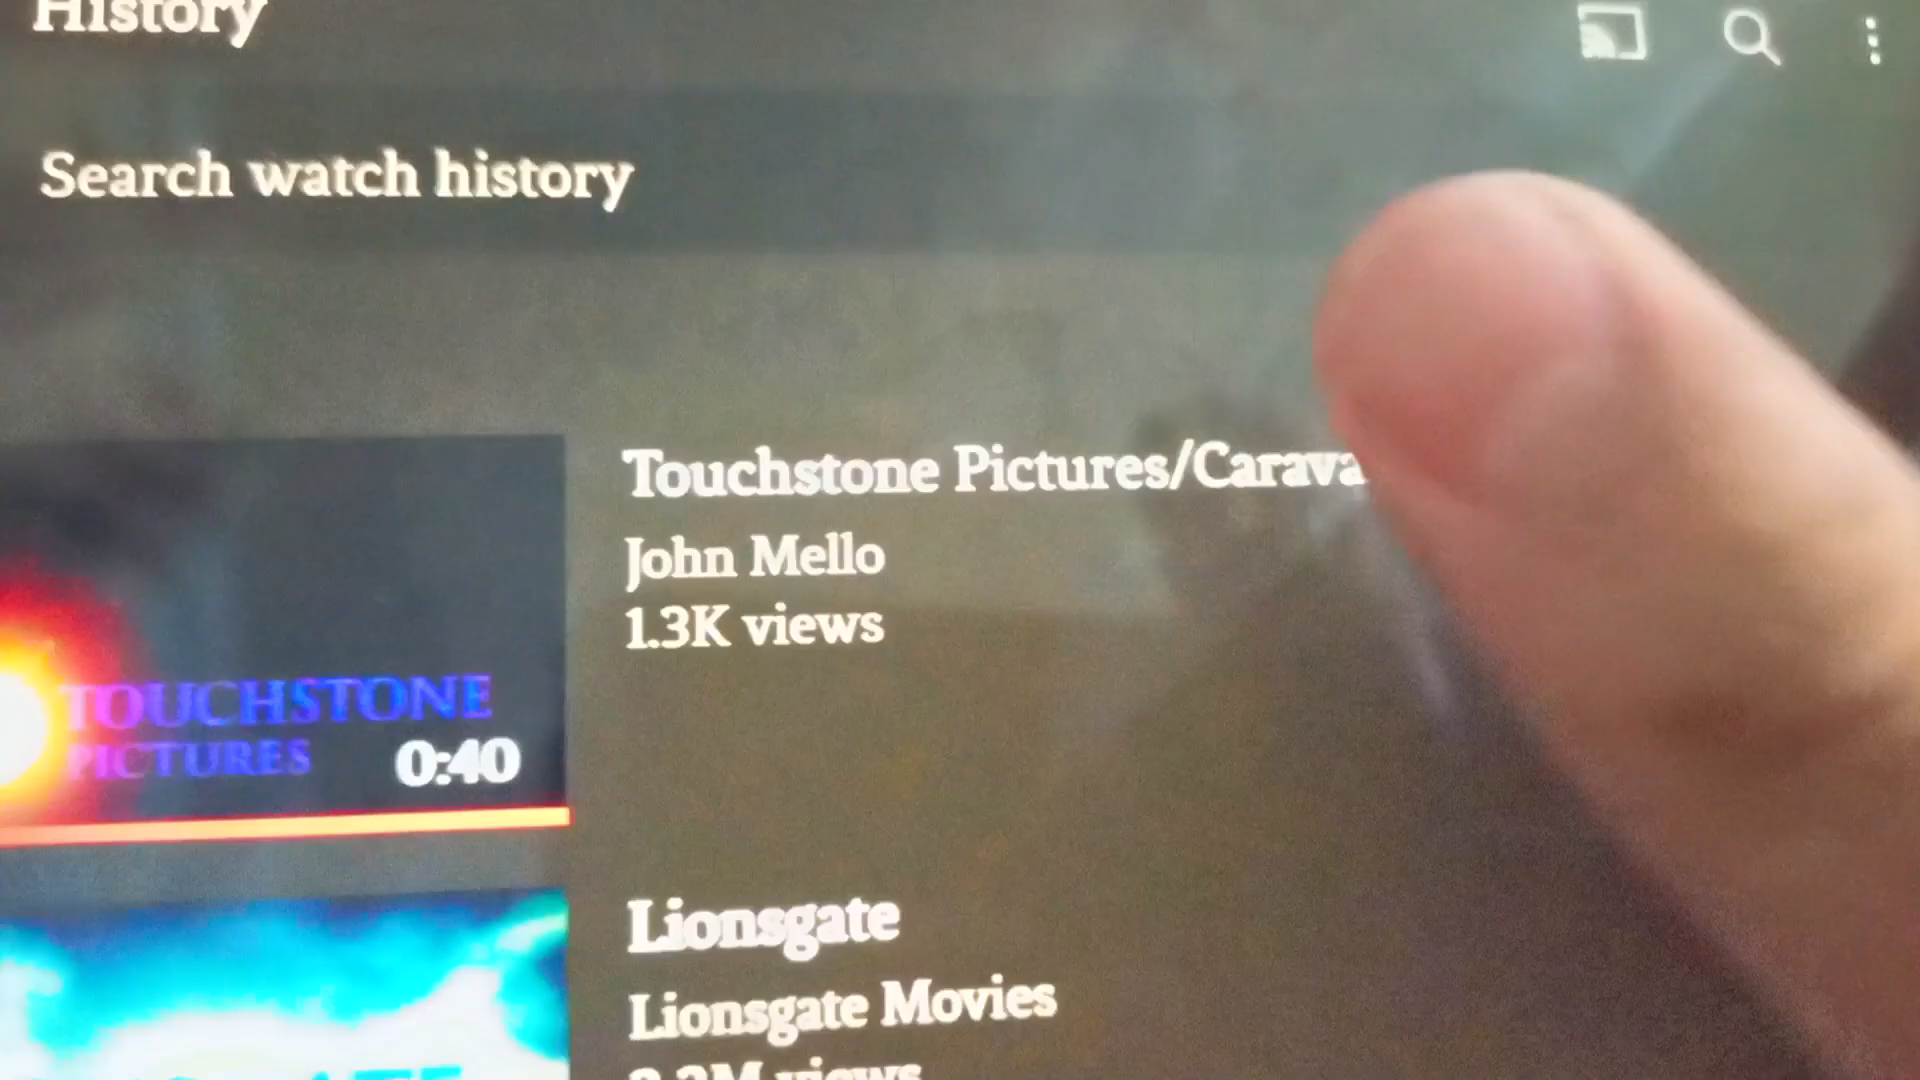 History
Search watch history
Touchstone Pictures/Carava
John Mello
1.3K views
TOUCHSTONE
PICTURES
0:40
Lionsgate
Lionsgate Movies
views